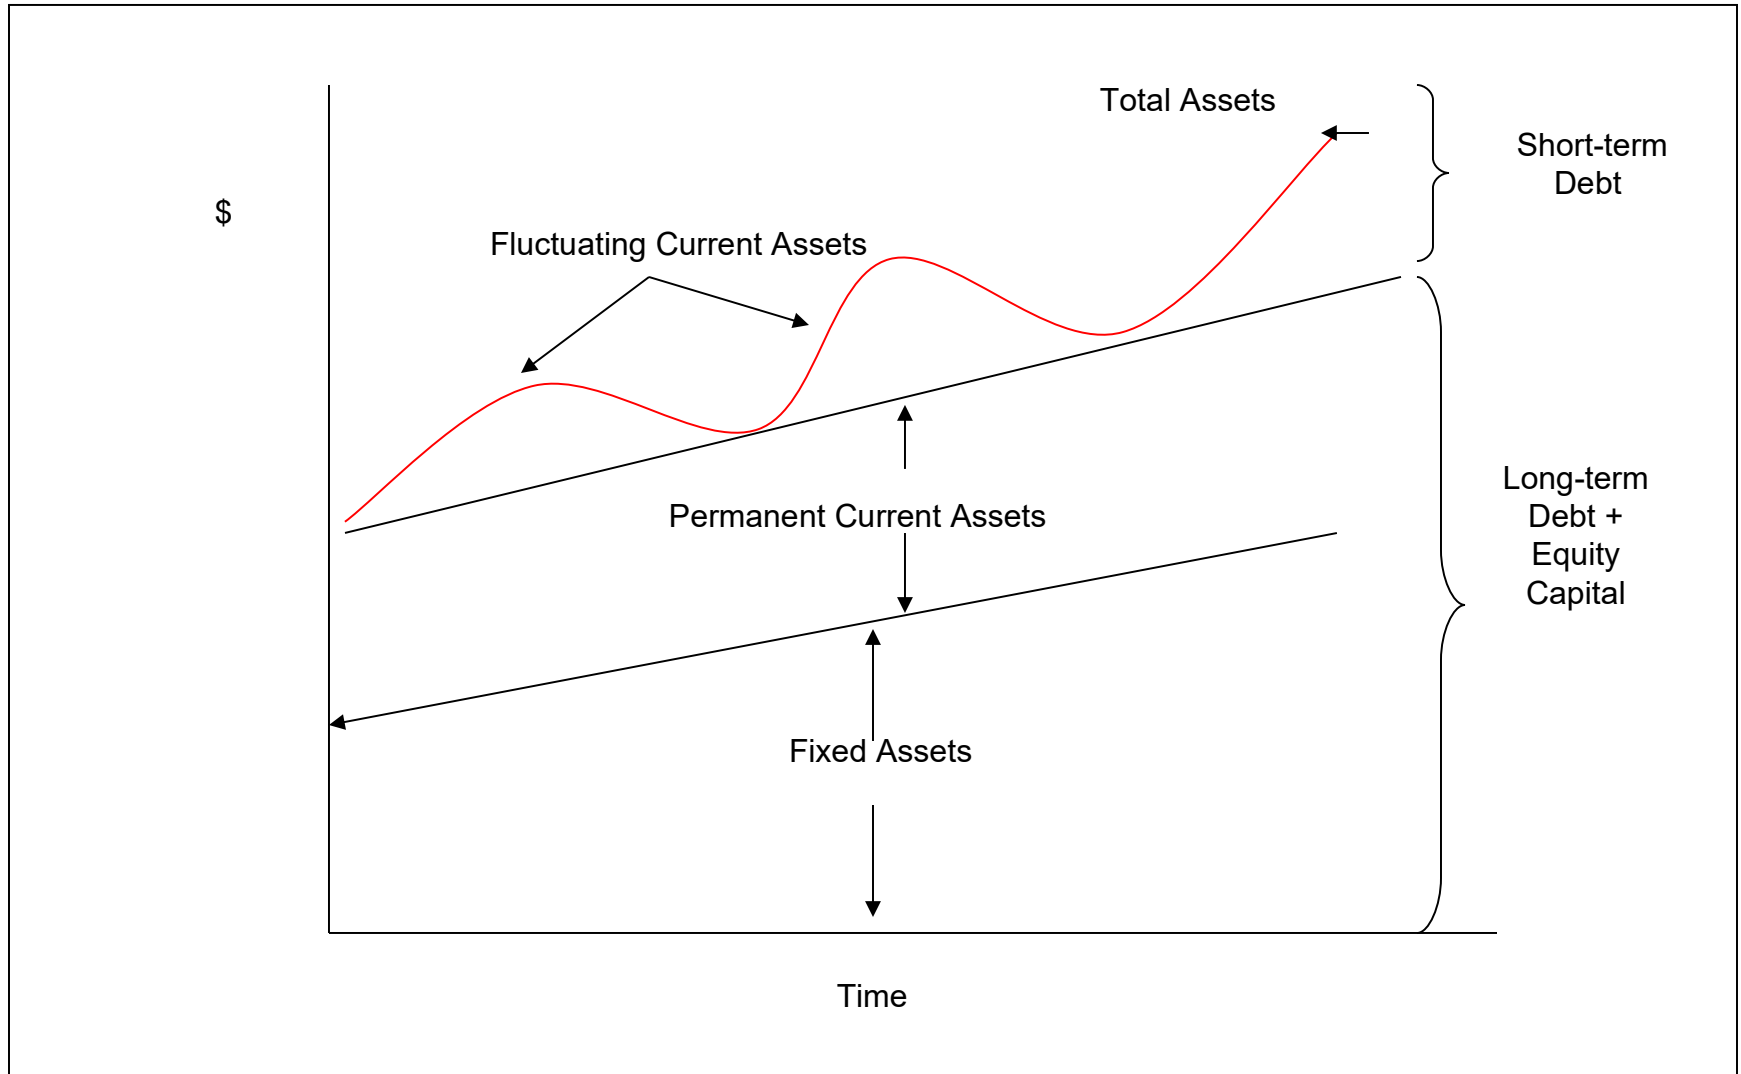 Total Assets
Short-term
Debt
$
Fluctuating Current Assets
Long-term
Debt +
Equity
Capital
Permanent Current Assets
Fixed Assets
Time